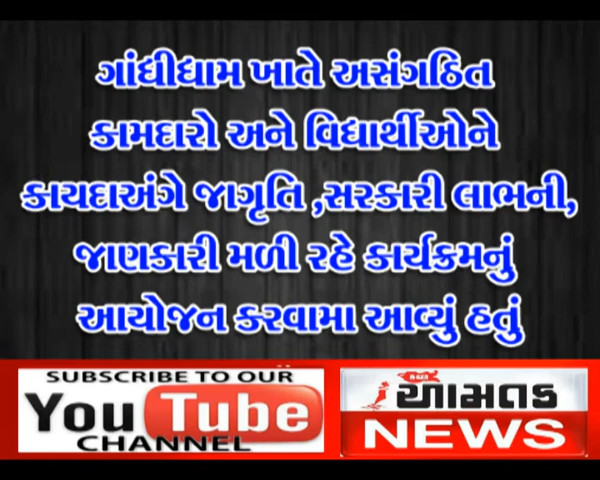 ગાંધીધામ ખાતે અસંગઠિત
કામદારો અને વિદ્યાર્થીઓને
કાયદાઅંગે જાગૃતિ ,સરકારી લાભની,
જાણકારી મળી રહે કાર્યક્રમનું
આયોજન કરવામા આવ્યું હતું
SUBSCRIBE TO OUR
YouTube
CHANNEL
આમતક
NEWS